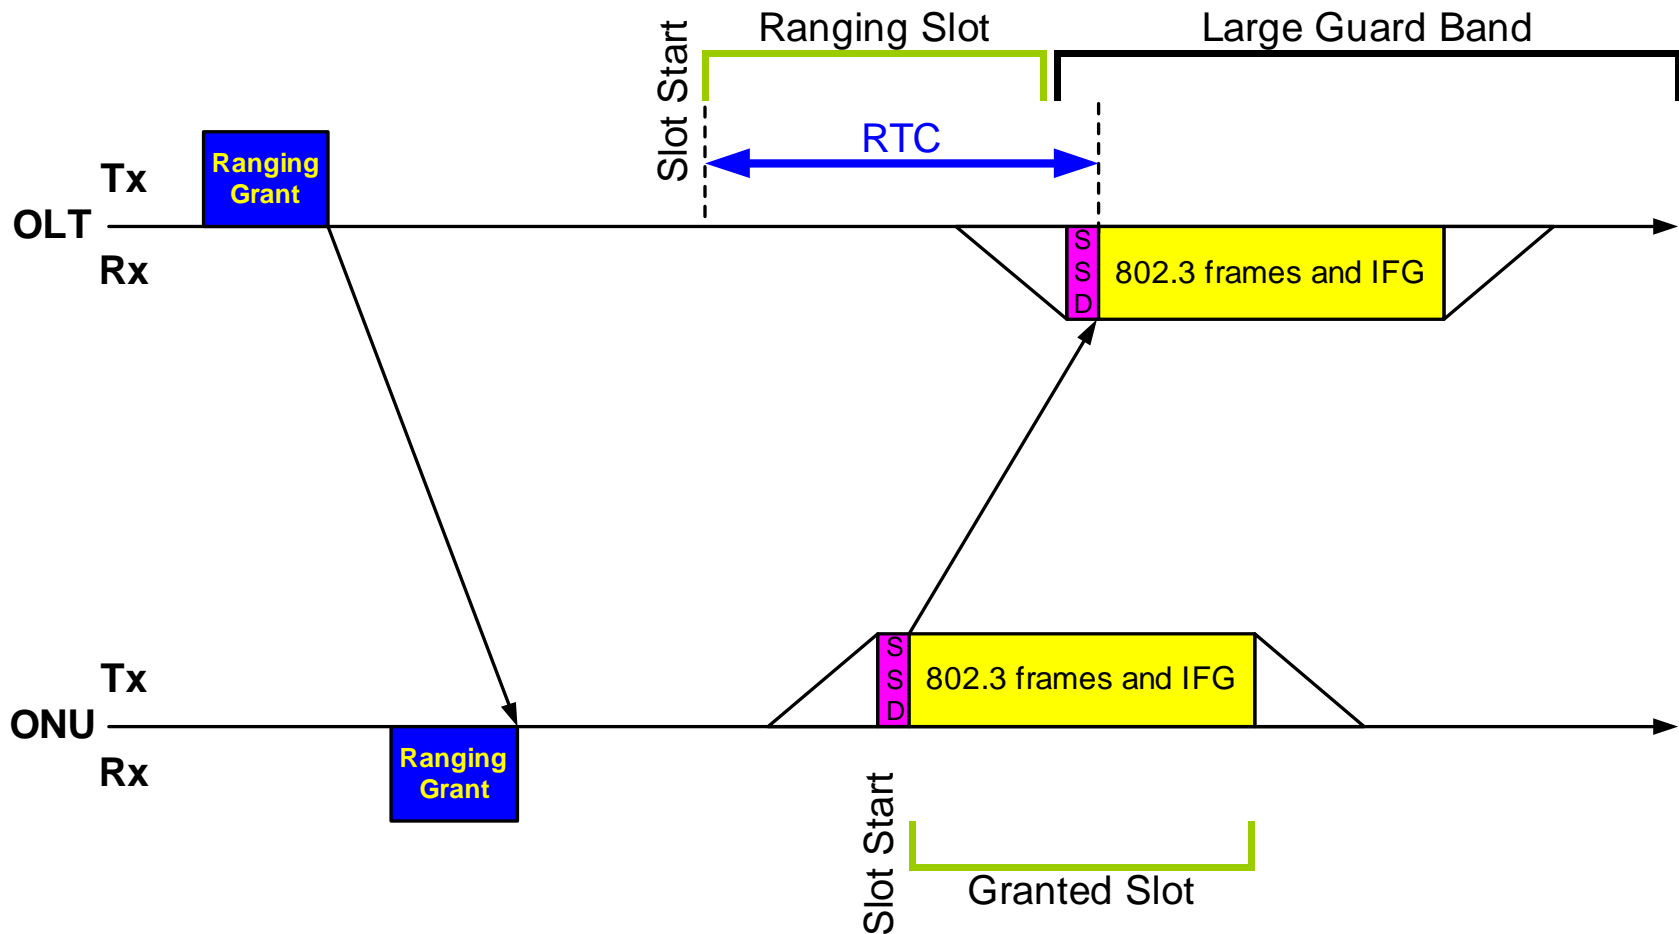 Ranging Slot
Large Guard Band
Slot Start
RTC
Ranging
Grant
Tx
OLT
Rx
S
S
D
802.3 frames and IFG
S
S
D
802.3 frames and IFG
Tx
ONU
Rx
Ranging
Grant
Slot Start
Granted Slot